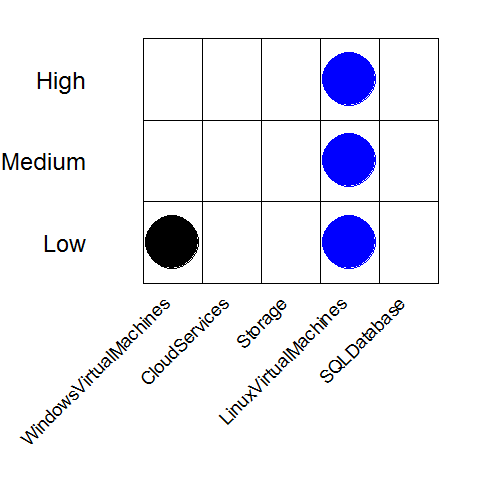 High
Medium
Low
WindowsVirtualMachines
CloudServices
Storage
LinuxVirtualMachines
SQLDatabase